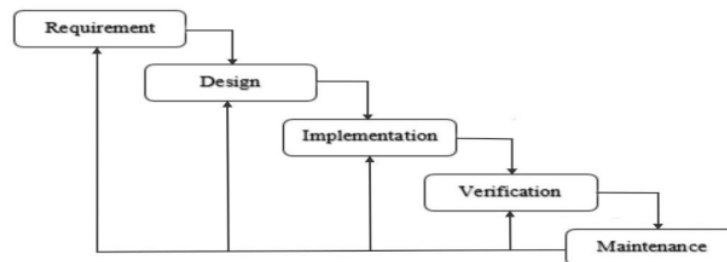 Requirement
Design
Implementation
Verification
Maintenance